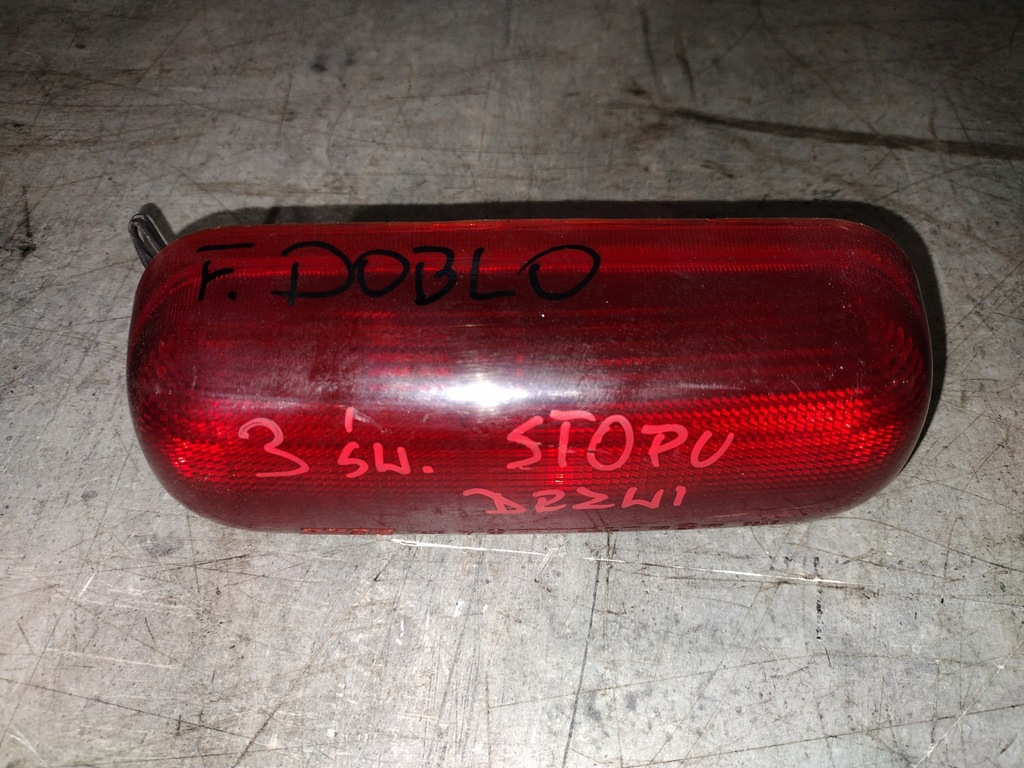 F. DOBLO
3 św. STOPU
DRZWI